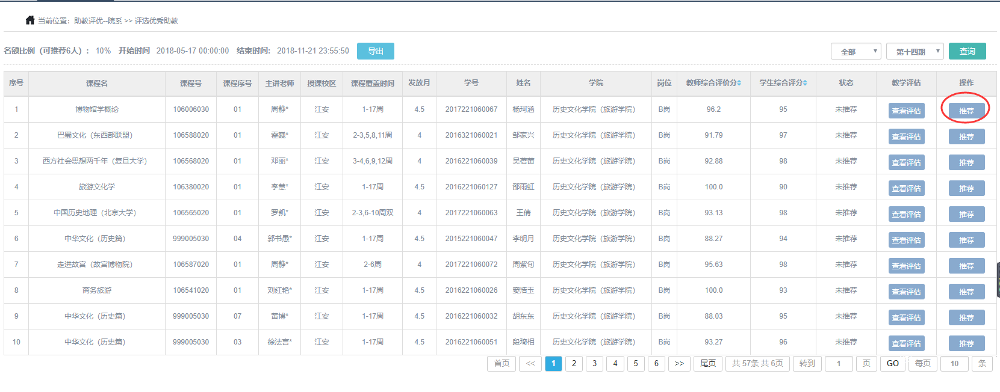 当前位置：助教评优--院系 >> 评选优秀助教
名额比例（可推荐6人）： 10% 开始时间 2018-05-17 00:00:00 结束时间： 2018-11-21 23:55:50 导出 全部 第十四期 查询
序号 课程名 课程号 课程序号 主讲老师 授课校区 课程覆盖时间 发放月 学号 姓名 学院 岗位 教师综合评价分 学生综合评分 状态 教学评估 操作
1 博物馆学概论 106006030 01 周静* 江安 1-17周 4.5 2017221060067 杨珂涵 历史文化学院（旅游学院） B岗 96.2 95 未推荐 查看评估 推荐
2 巴蜀文化（东西部联盟） 106588020 01 霍巍* 江安 2-3,5,8,11周 4 2016321060021 邹家兴 历史文化学院（旅游学院） B岗 91.79 97 未推荐 查看评估 推荐
3 西方社会思想两千年（复旦大学） 106568020 01 邓丽* 江安 3-4,6,9,12周 4 2016221060039 吴蓓蕾 历史文化学院（旅游学院） B岗 92.88 98 未推荐 查看评估 推荐
4 旅游文化学 106380020 01 李慧* 江安 1-17周 4.5 2016221060127 邵雨虹 历史文化学院（旅游学院） B岗 100.0 90 未推荐 查看评估 推荐
5 中国历史地理（北京大学） 106565020 01 罗凯* 江安 2-3,6-10周双 4 2017221060063 王倩 历史文化学院（旅游学院） B岗 93.13 98 未推荐 查看评估 推荐
6 中华文化（历史篇） 999005030 04 郭书愚* 江安 1-17周 4.5 2015221060047 李明月 历史文化学院（旅游学院） B岗 88.27 94 未推荐 查看评估 推荐
7 走进故宫（故宫博物院） 106587020 01 周静* 江安 2-6周 4 2017221060072 周紫旬 历史文化学院（旅游学院） B岗 95.63 98 未推荐 查看评估 推荐
8 商务旅游 106541020 01 刘红艳* 江安 1-17周 4.5 2016221060026 窦浩玉 历史文化学院（旅游学院） B岗 100.0 93 未推荐 查看评估 推荐
9 中华文化（历史篇） 999005030 07 黄博* 江安 1-17周 4.5 2016221060032 胡东东 历史文化学院（旅游学院） B岗 88.03 95 未推荐 查看评估 推荐
10 中华文化（历史篇） 999005030 03 徐法言* 江安 1-17周 4.5 2016221060051 段琦相 历史文化学院（旅游学院） B岗 93.27 96 未推荐 查看评估 推荐
首页 << 1 2 3 4 5 6 >> 尾页 共 57条 共 6页 转到 1 页 GO 每页 10 条